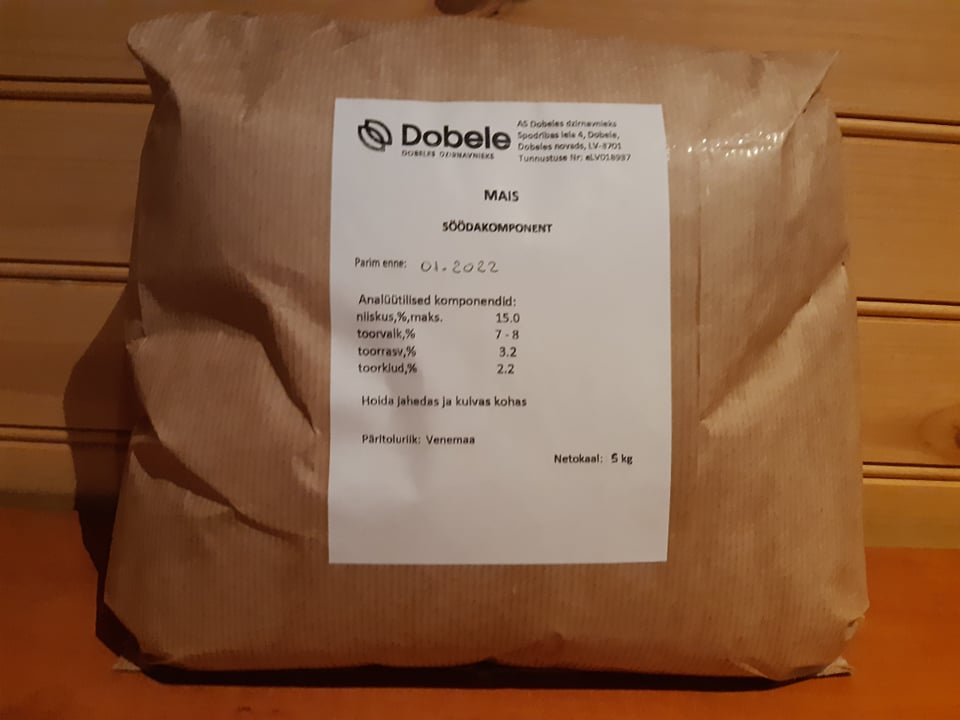 Dobele
DOBELES DZIRNAVNIEKS
AS Dobeles dzirnavnieks
Spodrības iela 4, Dobele,
Dobeles novads, LV-3701
Tunnustuse Nr: αLV018937
MAIS
SÖÖDAKOMPONENT
Parim enne: 01.2022
Analüütilised komponendid:
niiskus,%,maks. 15.0
toorvalk,% 7 - 8
toorrasv,% 3.2
toorkiud,% 2.2
Hoida jahedas ja kuivas kohas
Päritoluriik: Venemaa
Netokaal: 5 kg